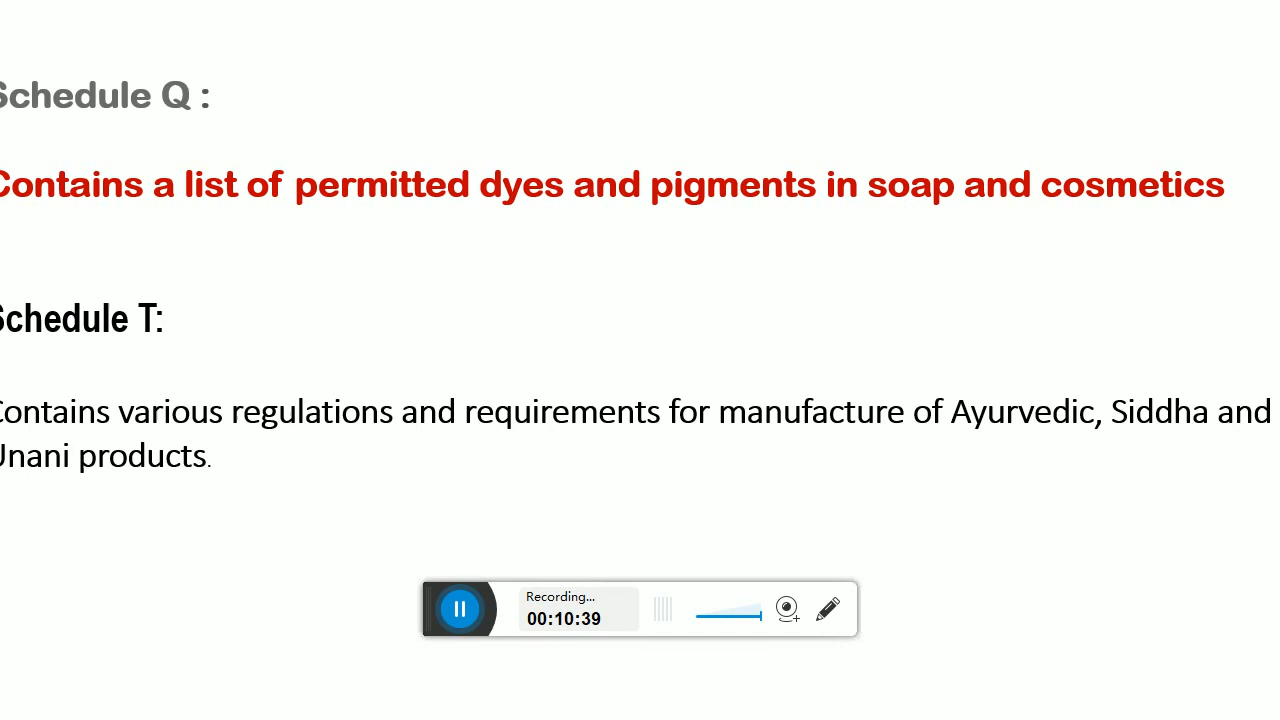 Schedule Q :
Contains a list of permitted dyes and pigments in soap and cosmetics
Schedule T:
Contains various regulations and requirements for manufacture of Ayurvedic, Siddha and
Unani products.
Recording...
00:10:39